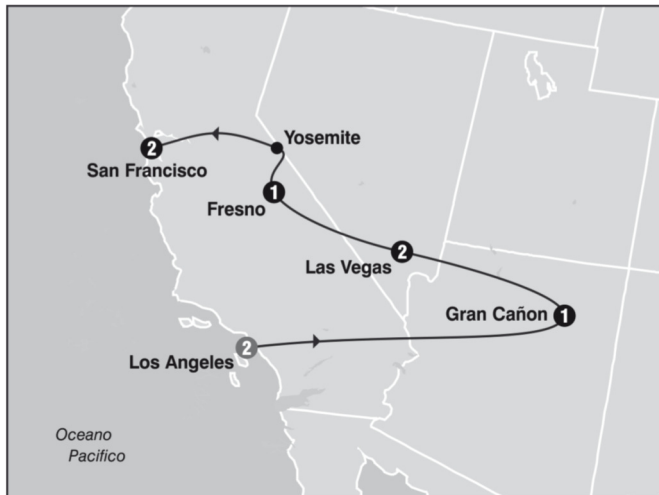 Yosemite
2
San Francisco
1
Fresno
2
Las Vegas
Gran Cañon
1
2
Los Angeles
Oceano
Pacifico